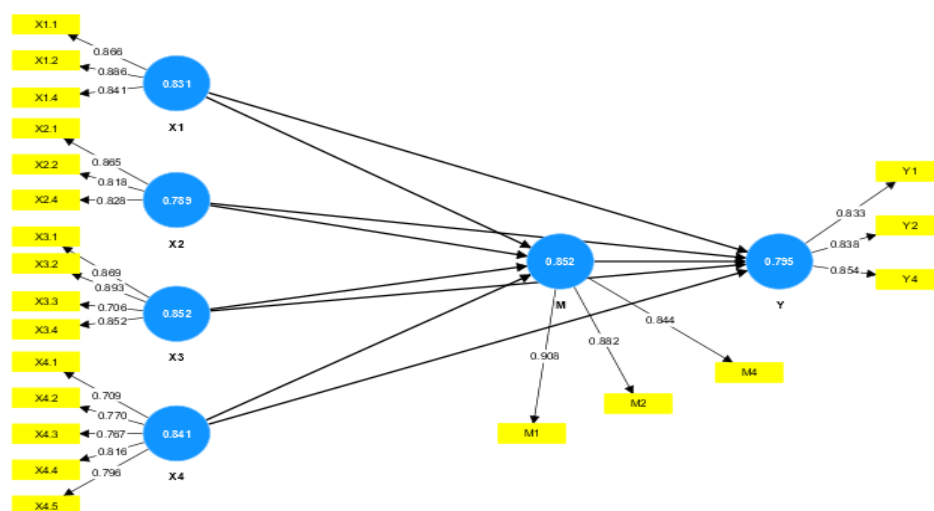 X1.1
0.866
X1.2
0.886
X1.4
0.841
0.831
X1
X2.1
0.865
X2.2
0.818
X2.4
0.828
0.789
X2
X3.1
0.869
X3.2
0.893
X3.3
0.706
X3.4
0.852
0.852
X3
X4.1
0.709
X4.2
0.770
X4.3
0.767
X4.4
0.816
X4.5
0.796
0.841
X4
0.852
M
0.908
0.882
0.844
M1
M2
M4
0.795
Y
0.833
0.838
0.854
Y1
Y2
Y4